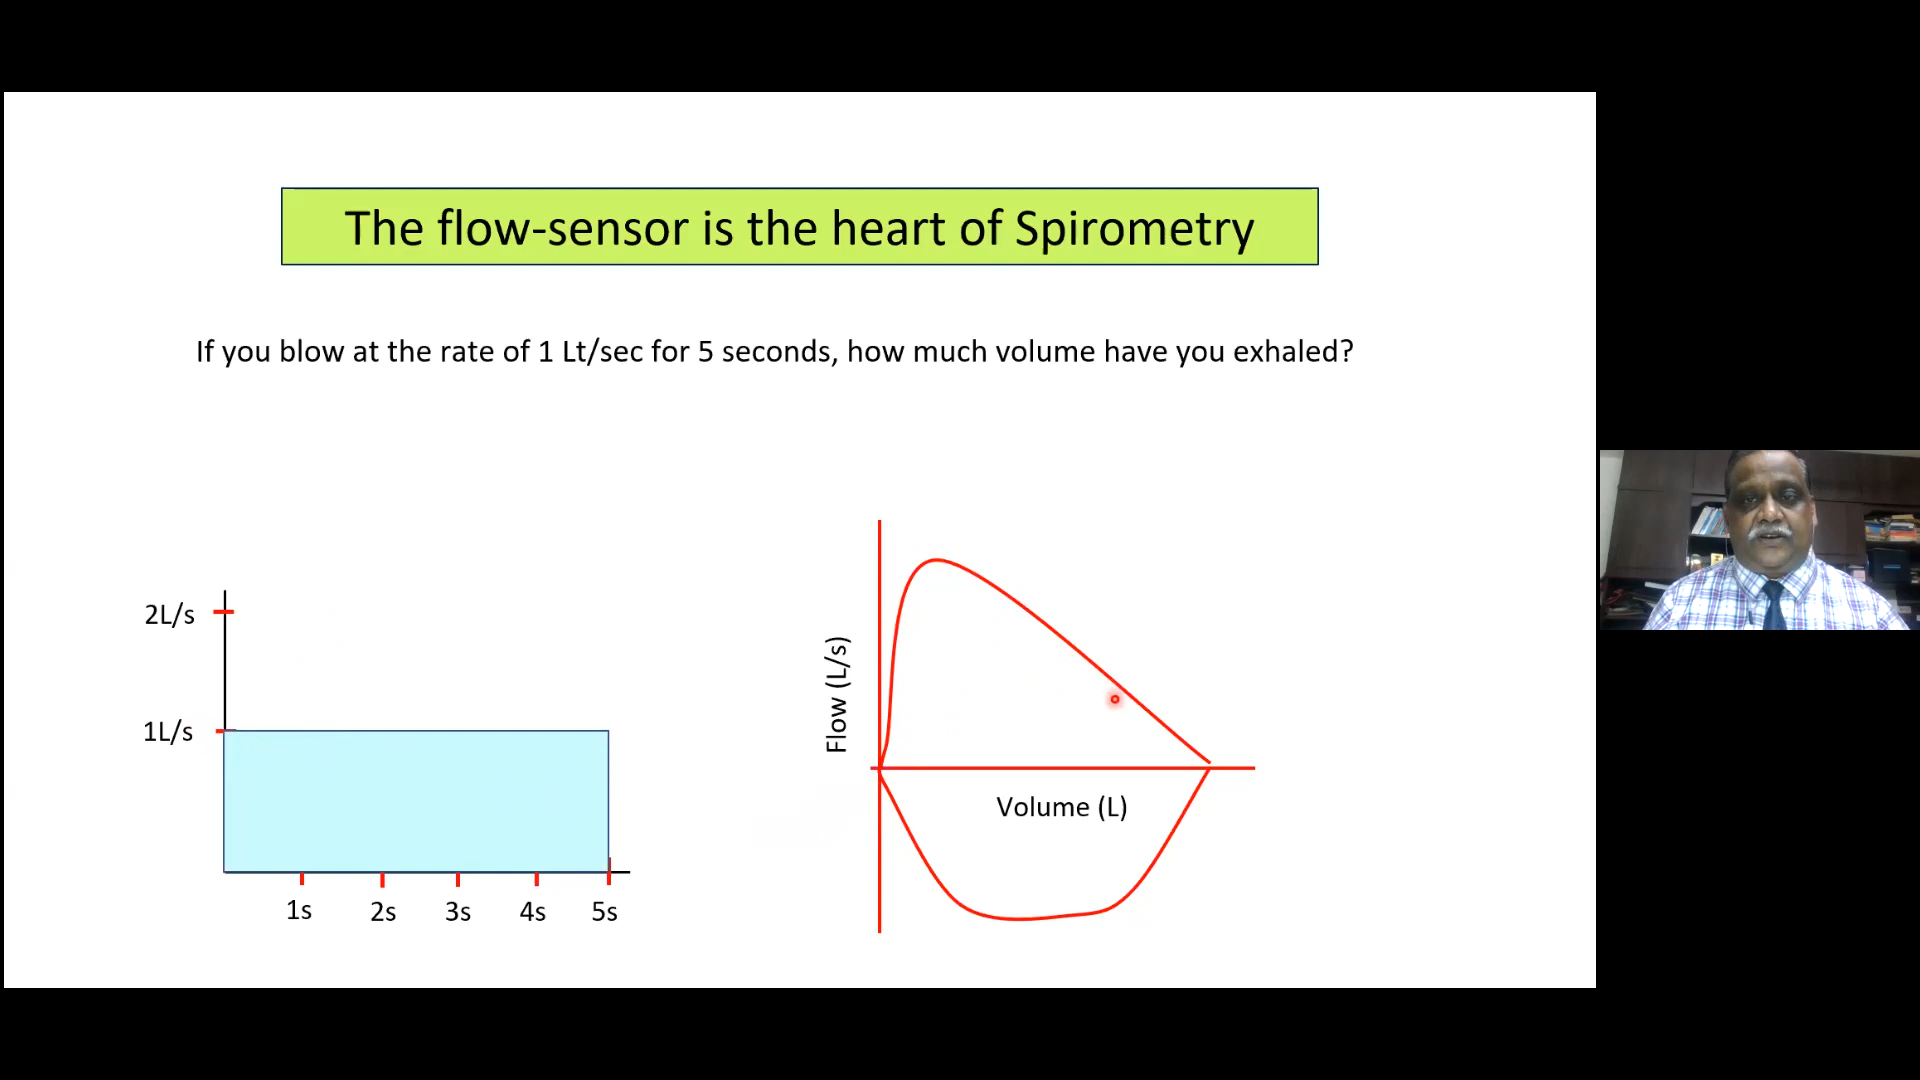 The flow-sensor is the heart of Spirometry
If you blow at the rate of 1 Lt/sec for 5 seconds, how much volume have you exhaled?
2L/s
1L/s
1s 2s 3s 4s 5s
Flow (L/s)
Volume (L)